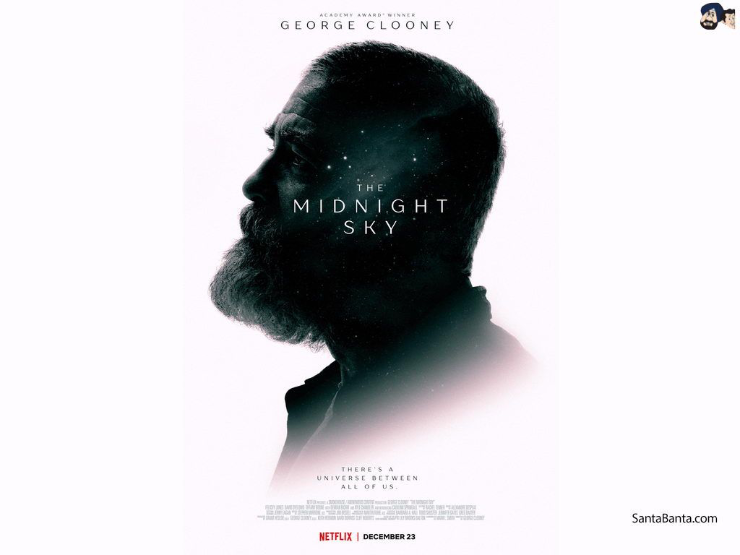 ACADEMY AWARD® WINNER
GEORGE CLOONEY
THE
MIDNIGHT
SKY
THERE'S A
UNIVERSE BETWEEN
ALL OF US.
NETFLIX | DECEMBER 23
SantaBanta.com